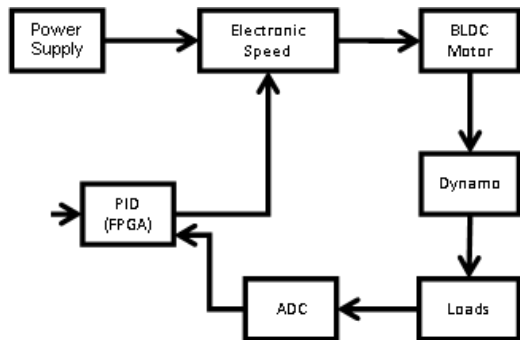 Power
Supply
Electronic
Speed
BLDC
Motor
Dynamo
PID
(FPGA)
ADC
Loads